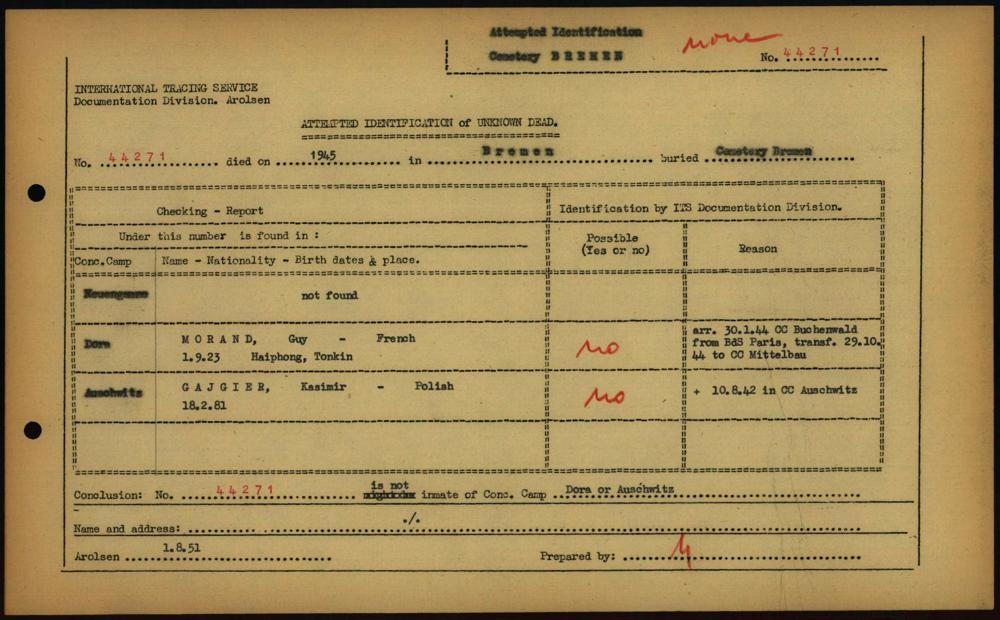 Attempted Identification
Cemetery BREMEN
none
No. 44271
INTERNATIONAL TRACING SERVICE
Documentation Division. Arolsen
ATTEMPTED IDENTIFICATION of UNKNOWN DEAD.
No. 44271 died on 1945 in Bremen buried Cemetery Bremen
Checking - Report
Identification by ITS Documentation Division.
Under this number is found in :
Possible
(Yes or no)
Reason
Conc.Camp
Name - Nationality - Birth dates & place.
Neuengamme not found
Dora
MORAND, Guy - French
1.9.23 Haiphong, Tonkin
no
arr. 30.1.44 CC Buchenwald
from BdS Paris, transf. 29.10.
44 to CC Mittelbau
Auschwitz
GAJGIER, Kasimir - Polish
18.2.81
no
+ 10.8.42 in CC Auschwitz
is not
Conclusion: No. 44271 inmate of Conc. Camp Dora or Auschwitz
Name and address: ./.
Arolsen 1.8.51
Prepared by: